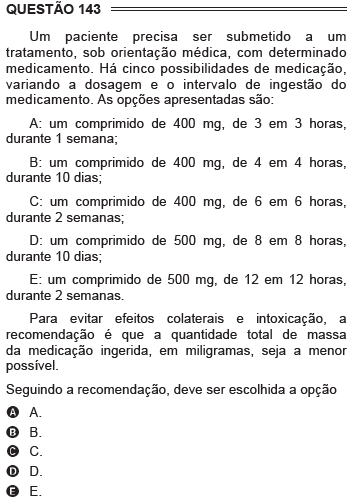 QUESTÃO 143
Um paciente precisa ser submetido a um
tratamento, sob orientação médica, com determinado
medicamento. Há cinco possibilidades de medicação,
variando a dosagem e o intervalo de ingestão do
medicamento. As opções apresentadas são:
A: um comprimido de 400 mg, de 3 em 3 horas,
durante 1 semana;
B: um comprimido de 400 mg, de 4 em 4 horas,
durante 10 dias;
C: um comprimido de 400 mg, de 6 em 6 horas,
durante 2 semanas;
D: um comprimido de 500 mg, de 8 em 8 horas,
durante 10 dias;
E: um comprimido de 500 mg, de 12 em 12 horas,
durante 2 semanas.
Para evitar efeitos colaterais e intoxicação, a
recomendação é que a quantidade total de massa
da medicação ingerida, em miligramas, seja a menor
possível.
Seguindo a recomendação, deve ser escolhida a opção
A A.
B B.
C C.
D D.
E E.